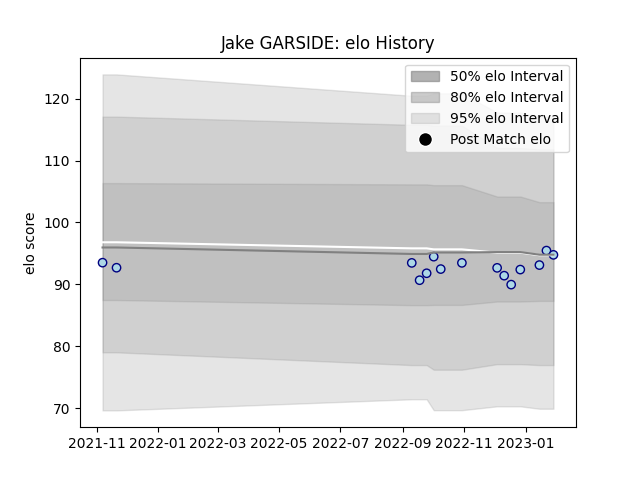 Jake GARSIDE: elo History
50% elo Interval
80% elo Interval
95% elo Interval
Post Match elo
elo score
120
110
100
90
80
70
2021-11 2022-01 2022-03 2022-05 2022-07 2022-09 2022-11 2023-01